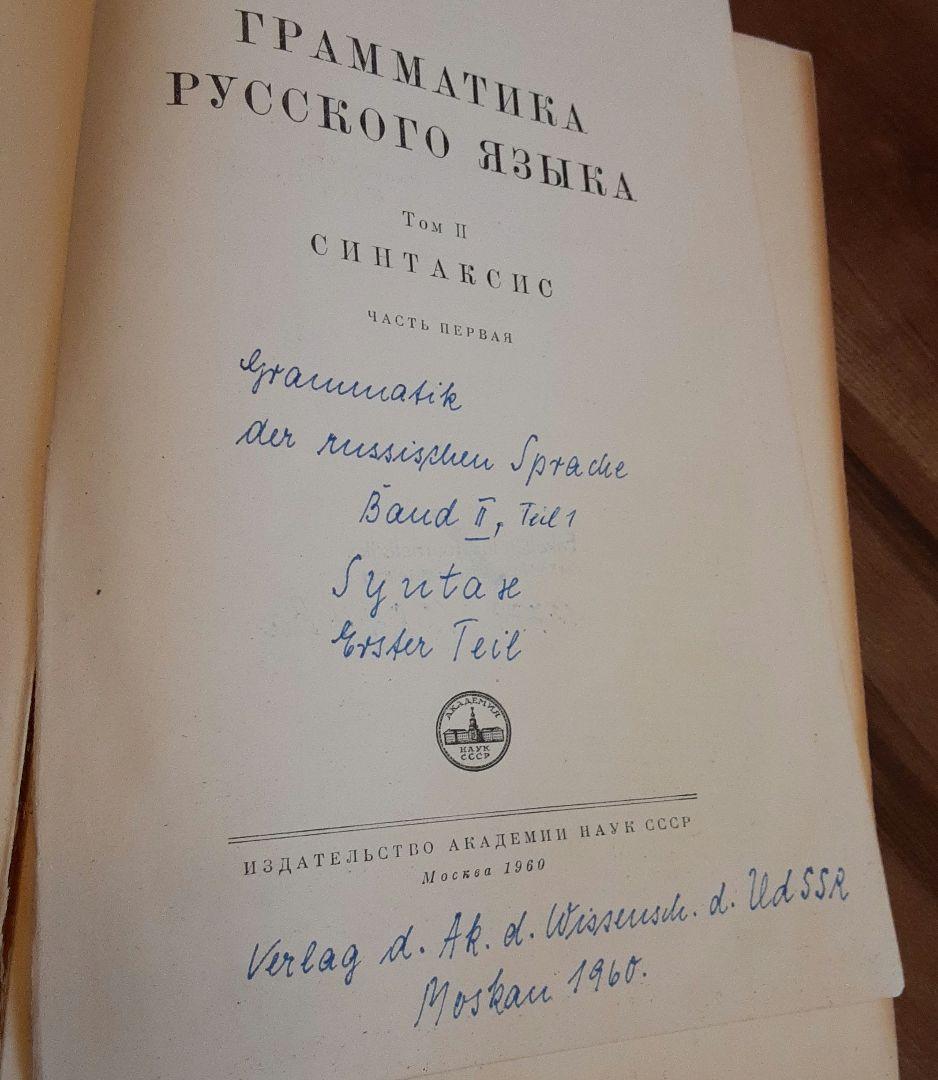 ГРАММАТИКА
РУССКОГО ЯЗЫКА
Том II
СИНТАКСИС
ЧАСТЬ ПЕРВАЯ
Grammatik
der russischen Sprache
Band II, Teil 1
Syntax
Erster Teil
АКАДЕМИЯ
НАУК
СССР
ИЗДАТЕЛЬСТВО АКАДЕМИИ НАУК СССР
Москва 1960
Verlag d. Ak. d. Wissensch. d. UdSSR
Moskau 1960.